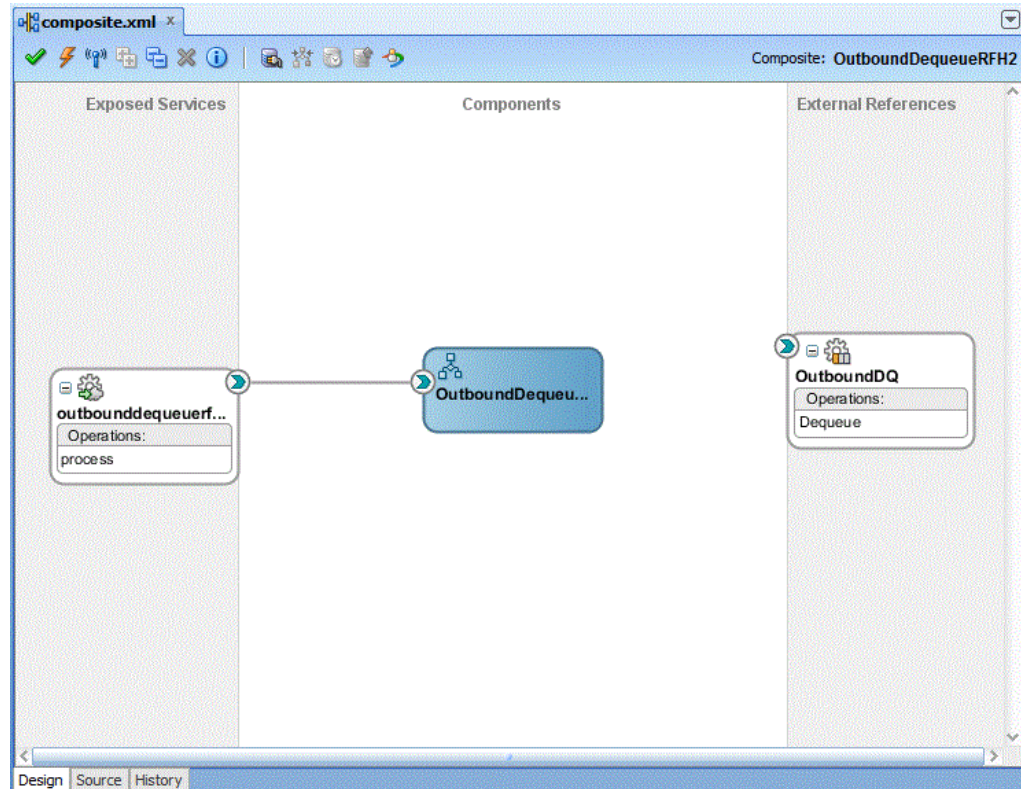 composite.xml
Composite: OutboundDequeueRFH2
Exposed Services
Components
External References
outbounddequeuerf...
Operations:
process
OutboundDequeu...
OutboundDQ
Operations:
Dequeue
Design Source History